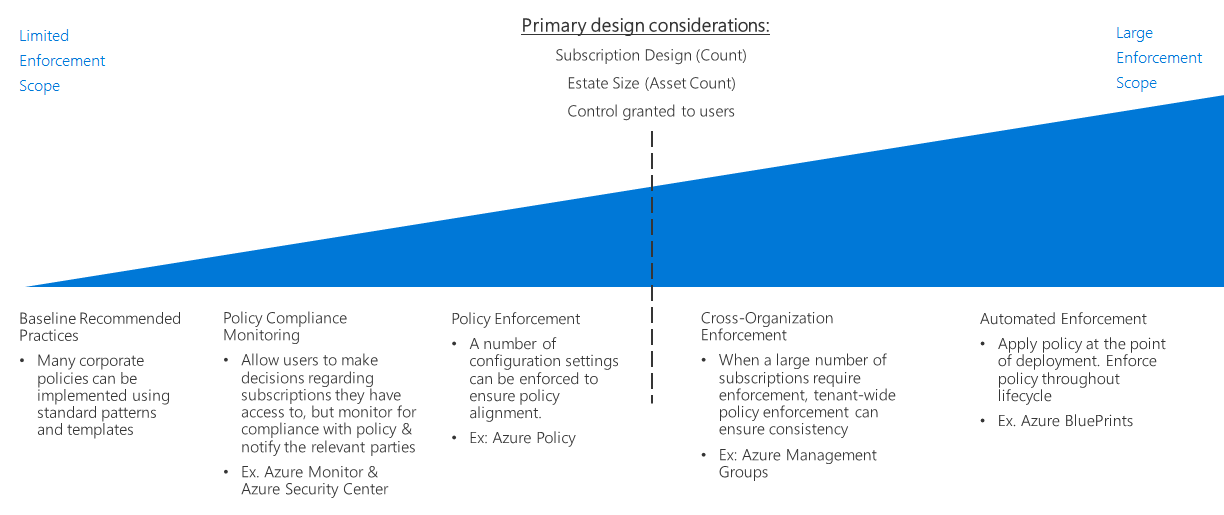 Primary design considerations:
Subscription Design (Count)
Estate Size (Asset Count)
Control granted to users
Limited
Enforcement
Scope
Large
Enforcement
Scope
Baseline Recommended
Practices
• Many corporate
policies can be
implemented using
standard patterns
and templates
Policy Compliance
Monitoring
• Allow users to make
decisions regarding
subscriptions they have
access to, but monitor for
compliance with policy &
notify the relevant parties
• Ex. Azure Monitor &
Azure Security Center
Policy Enforcement
• A number of
configuration settings
can be enforced to
ensure policy
alignment.
• Ex: Azure Policy
Cross-Organization
Enforcement
• When a large number of
subscriptions require
enforcement, tenant-wide
policy enforcement can
ensure consistency
• Ex: Azure Management
Groups
Automated Enforcement
• Apply policy at the point
of deployment. Enforce
policy throughout
lifecycle
• Ex. Azure BluePrints